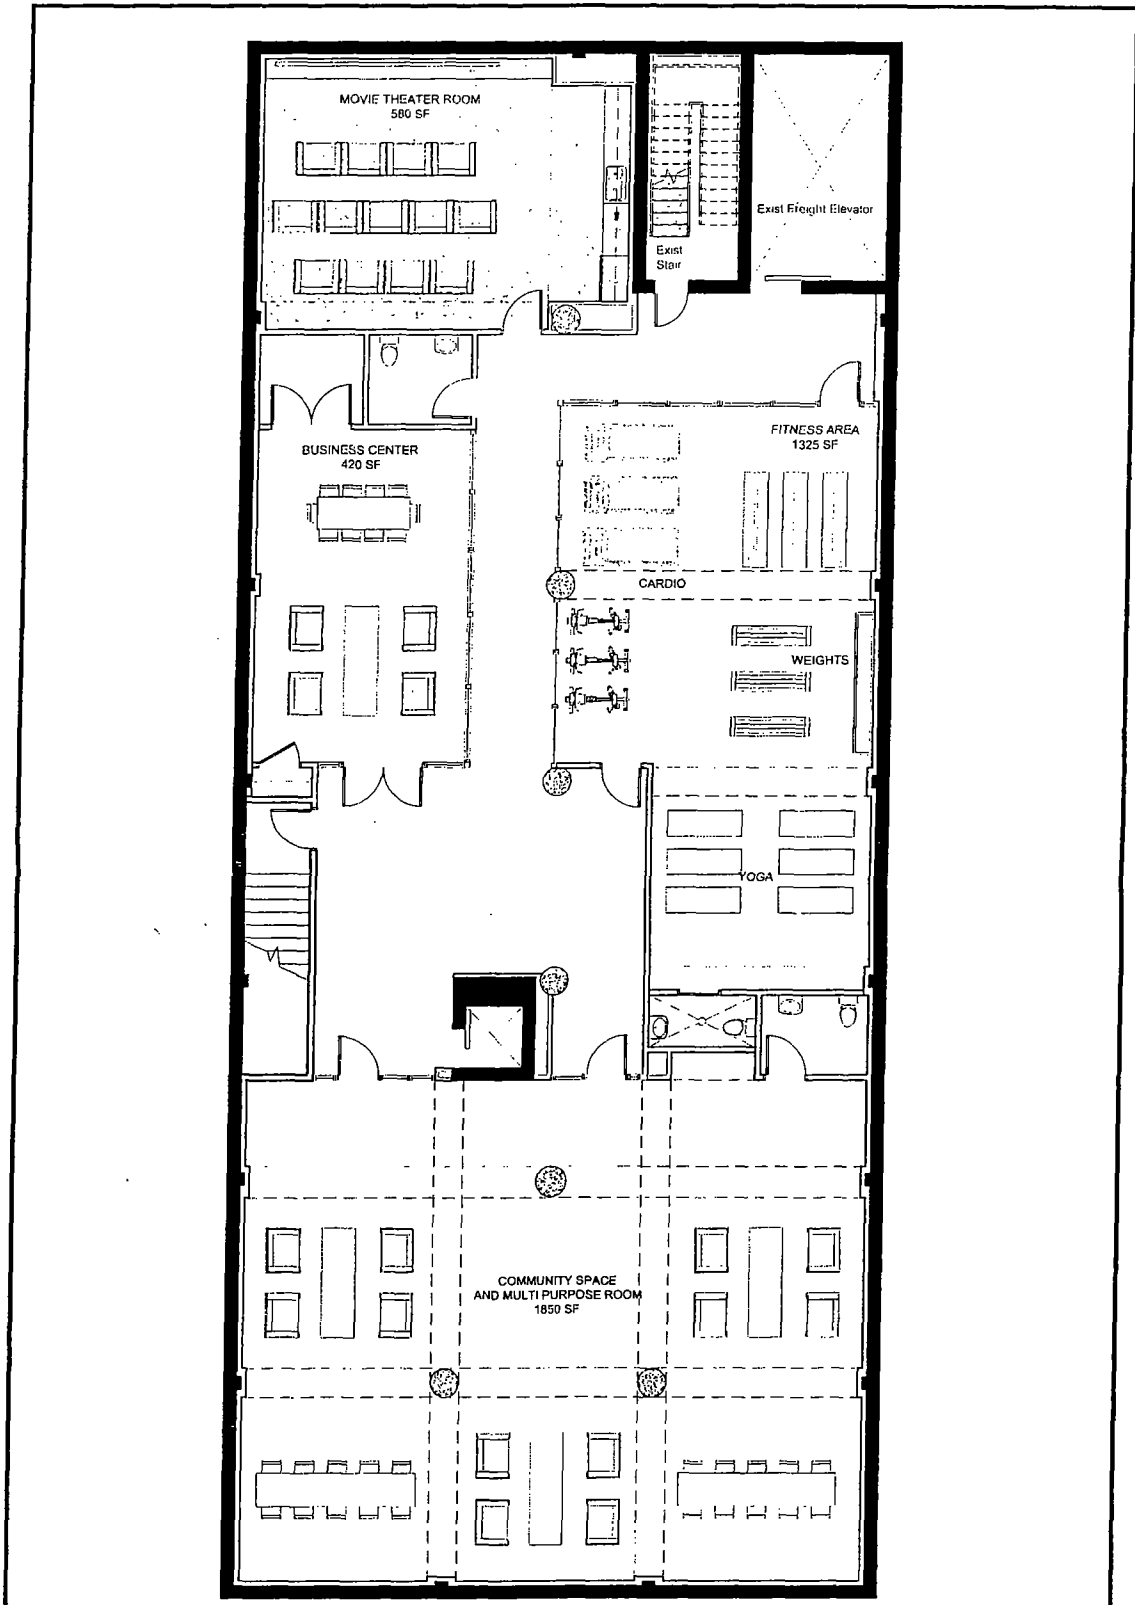 MOVIE THEATER ROOM
580 SF
Exist Freight Elevator
Exist
Stair
FITNESS AREA
1325 SF
BUSINESS CENTER
420 SF
CARDIO
WEIGHTS
YOGA
COMMUNITY SPACE
AND MULTI PURPOSE ROOM
1850 SF